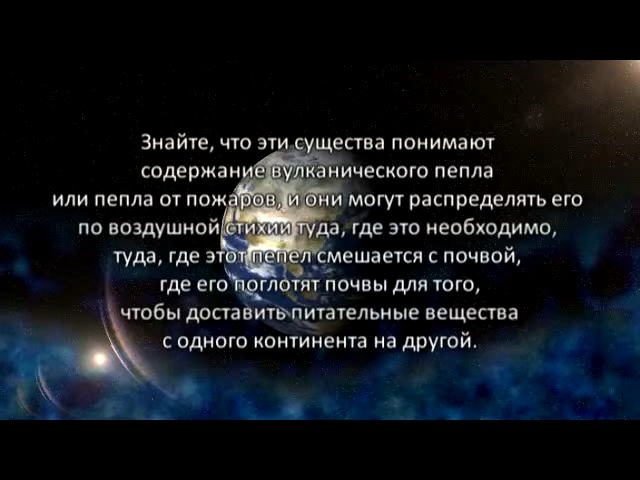 Знайте, что эти существа понимают
содержание вулканического пепла
или пепла от пожаров, и они могут распределять его
по воздушной стихии туда, где это необходимо,
туда, где этот пепел смешается с почвой,
где его поглотят почвы для того,
чтобы доставить питательные вещества
с одного континента на другой.